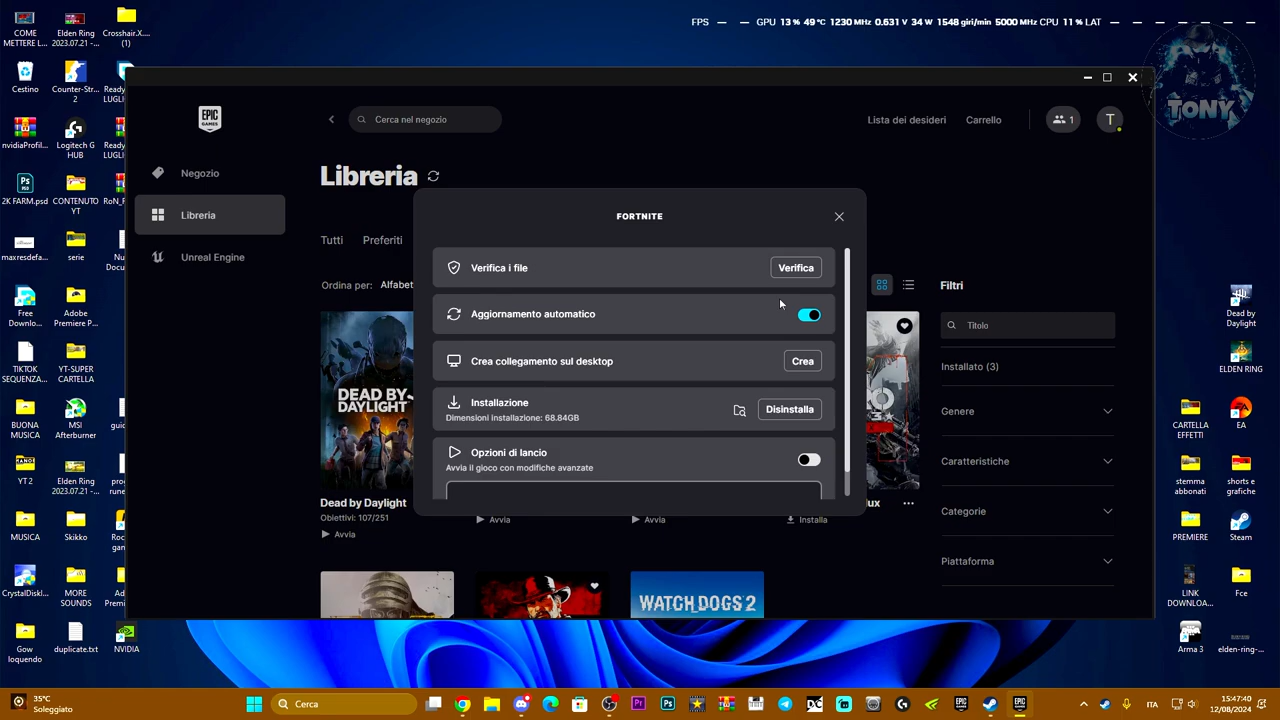 FPS — — GPU 13 % 49 °C 1230 MHz 0.631 V 34 W 1548 giri/min 5000 MHz CPU 11 % LAT — — — — — —
COME METTERE L...
Elden Ring 2023.07.21 -...
Crosshair.X.... (1)
Cestino
Counter-Str... 2
nvidiaProfil...
Logitech G HUB
2K FARM.psd
CONTENUTO YT
maxresdefa...
serie
Free Downlo...
Adobe Premiere P...
TIKTOK SEQUENZA...
YT-SUPER CARTELLA
BUONA MUSICA
MSI Afterburner
YT 2
Elden Ring 2023.07.21 -...
MUSICA
Skikko
CrystalDiskI...
MORE SOUNDS
Gow loquendo
duplicate.txt
NVIDIA
TONY
EPIC GAMES
Cerca nel negozio
Lista dei desideri
Carrello
1
T
Negozio
Libreria
Unreal Engine
Libreria
Tutti
Preferiti
Ordina per:
FORTNITE
Verifica i file
Verifica
Aggiornamento automatico
Crea collegamento sul desktop
Crea
Installazione
Dimensioni installazione: 68.84GB
Disinstalla
Opzioni di lancio
Avvia il gioco con modifiche avanzate
DEAD BY DAYLIGHT
Dead by Daylight
Obiettivi: 107/251
Avvia
Avvia
Avvia
Installa
WATCH DOGS 2
Filtri
Titolo
Installato (3)
Genere
Caratteristiche
Categorie
Piattaforma
Dead by Daylight
ELDEN RING
CARTELLA EFFETTI
EA
stemma abbonati
shorts e grafiche
PREMIERE
Steam
LINK DOWNLOA...
Fce
Arma 3
elden-ring-...
35°C
Soleggiato
Cerca
ITA
15:47:40
12/08/2024